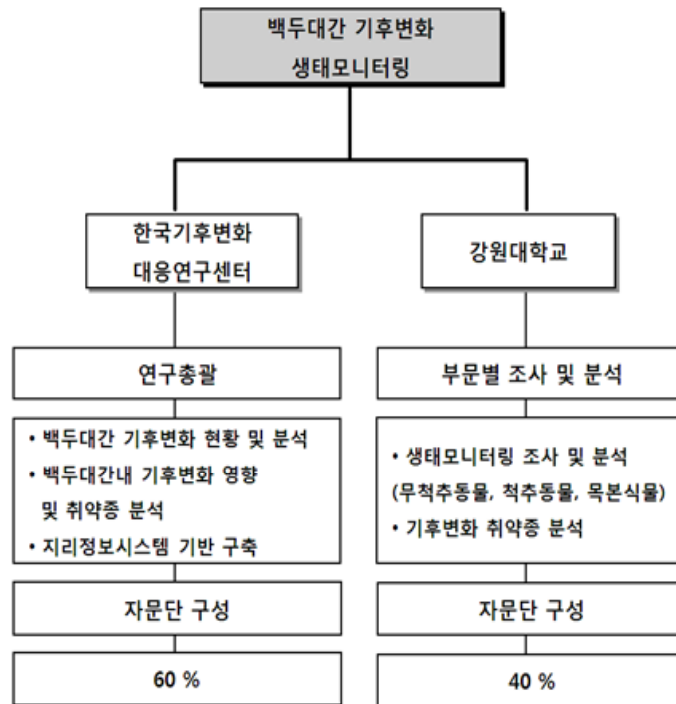 백두대간 기후변화
생태모니터링
한국기후변화
대응연구센터
연구총괄
• 백두대간 기후변화 현황 및 분석
• 백두대간내 기후변화 영향
및 취약종 분석
• 지리정보시스템 기반 구축
자문단 구성
60 %
강원대학교
부문별 조사 및 분석
• 생태모니터링 조사 및 분석
(무척추동물, 척추동물, 목본식물)
• 기후변화 취약종 분석
자문단 구성
40 %